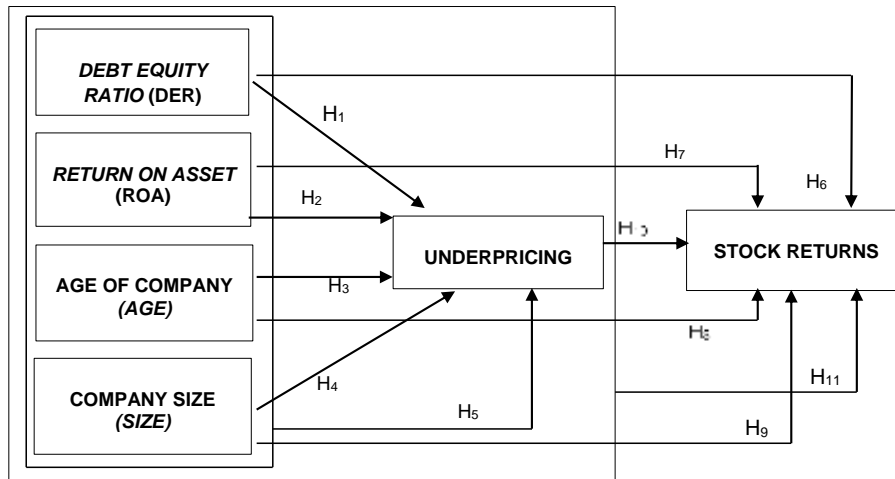 DEBT EQUITY
RATIO (DER)
H1
RETURN ON ASSET
(ROA)
H7
H6
H2
UNDERPRICING
STOCK RETURNS
AGE OF COMPANY
(AGE)
H3
COMPANY SIZE
(SIZE)
H4
H5
H11
H9